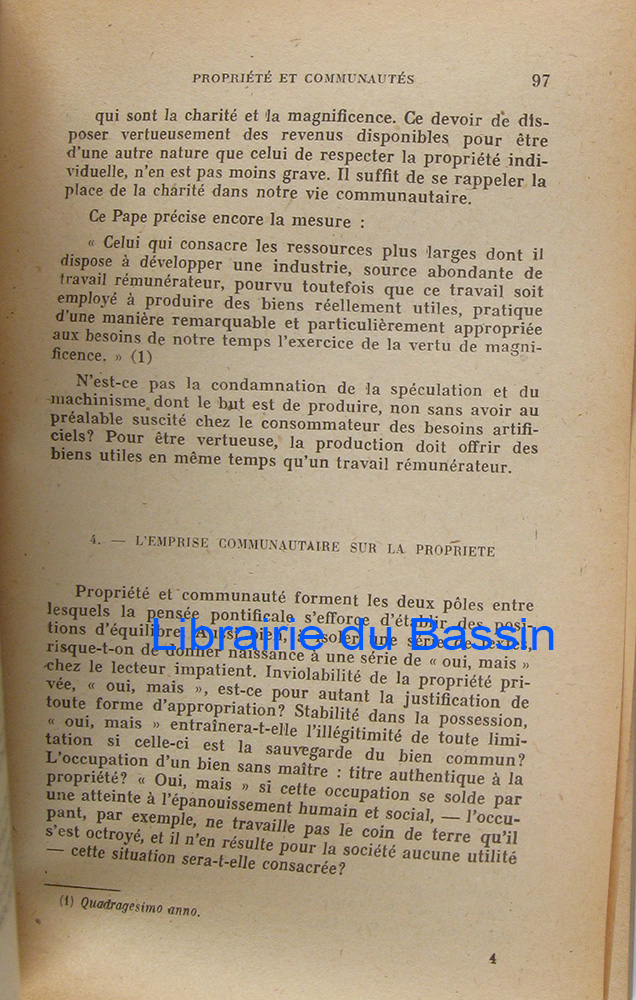 PROPRIÉTÉ ET COMMUNAUTÉS 97
qui sont la charité et la magnificence. Ce devoir de dis-
poser vertueusement des revenus disponibles pour être
d'une autre nature que celui de respecter la propriété indi-
viduelle, n'en est pas moins grave. Il suffit de se rappeler la
place de la charité dans notre vie communautaire.
Ce Pape précise encore la mesure :
« Celui qui consacre les ressources plus larges dont il
dispose à développer une industrie, source abondante de
travail rémunérateur, pourvu toutefois que ce travail soit
employé à produire des biens réellement utiles, pratique
d'une manière remarquable et particulièrement appropriée
aux besoins de notre temps l'exercice de la vertu de magni-
ficence. » (1)
N'est-ce pas la condamnation de la spéculation et du
machinisme dont le but est de produire, non sans avoir au
préalable suscité chez le consommateur des besoins artifi-
ciels? Pour être vertueuse, la production doit offrir des
biens utiles en même temps qu'un travail rémunérateur.
4. — L'EMPRISE COMMUNAUTAIRE SUR LA PROPRIETE
Propriété et communauté forment les deux pôles entre
lesquels la pensée pontificale s'efforce d'établir des posi-
tions d'équilibre. Aussi bien, à isoler une série de textes,
Librairie du Bassin
risque-t-on de donner naissance à une série de « oui, mais »
chez le lecteur impatient. Inviolabilité de la propriété pri-
vée, « oui, mais », est-ce pour autant la justification de
toute forme d'appropriation? Stabilité dans la possession,
« oui, mais » entraînera-t-elle l'illégitimité de toute limi-
tation si celle-ci est la sauvegarde du bien commun?
L'occupation d'un bien sans maître : titre authentique à la
propriété? « Oui, mais » si cette occupation se solde par
une atteinte à l'épanouissement humain et social, — l'occu-
pant, par exemple, ne travaille pas le coin de terre qu'il
s'est octroyé, et il n'en résulte pour la société aucune utilité
— cette situation sera-t-elle consacrée?
(1) Quadragesimo anno.
4